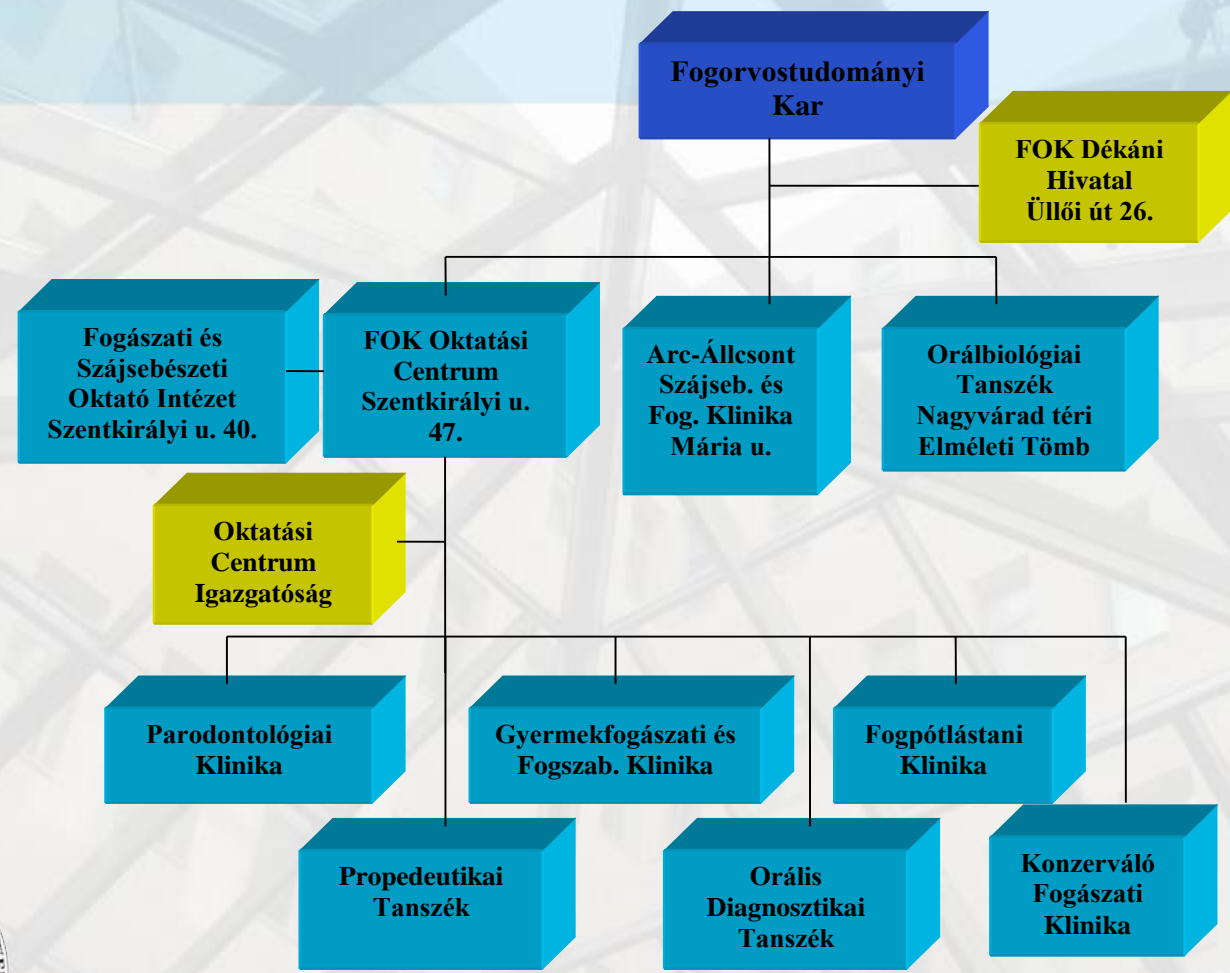 Fogorvostudományi
Kar
FOK Dékáni
Hivatal
Üllői út 26.
Fogászati és
Szájsebészeti
Oktató Intézet
Szentkirályi u. 40.
FOK Oktatási
Centrum
Szentkirályi u.
47.
Arc-Állcsont
Szájseb. és
Fog. Klinika
Mária u.
Orálbiológiai
Tanszék
Nagyvárad téri
Elméleti Tömb
Oktatási
Centrum
Igazgatóság
Parodontológiai
Klinika
Gyermekfogászati és
Fogszab. Klinika
Fogpótlástani
Klinika
Propedeutikai
Tanszék
Orális
Diagnosztikai
Tanszék
Konzerváló
Fogászati
Klinika